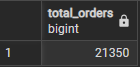 total_orders
bigint
1
21350